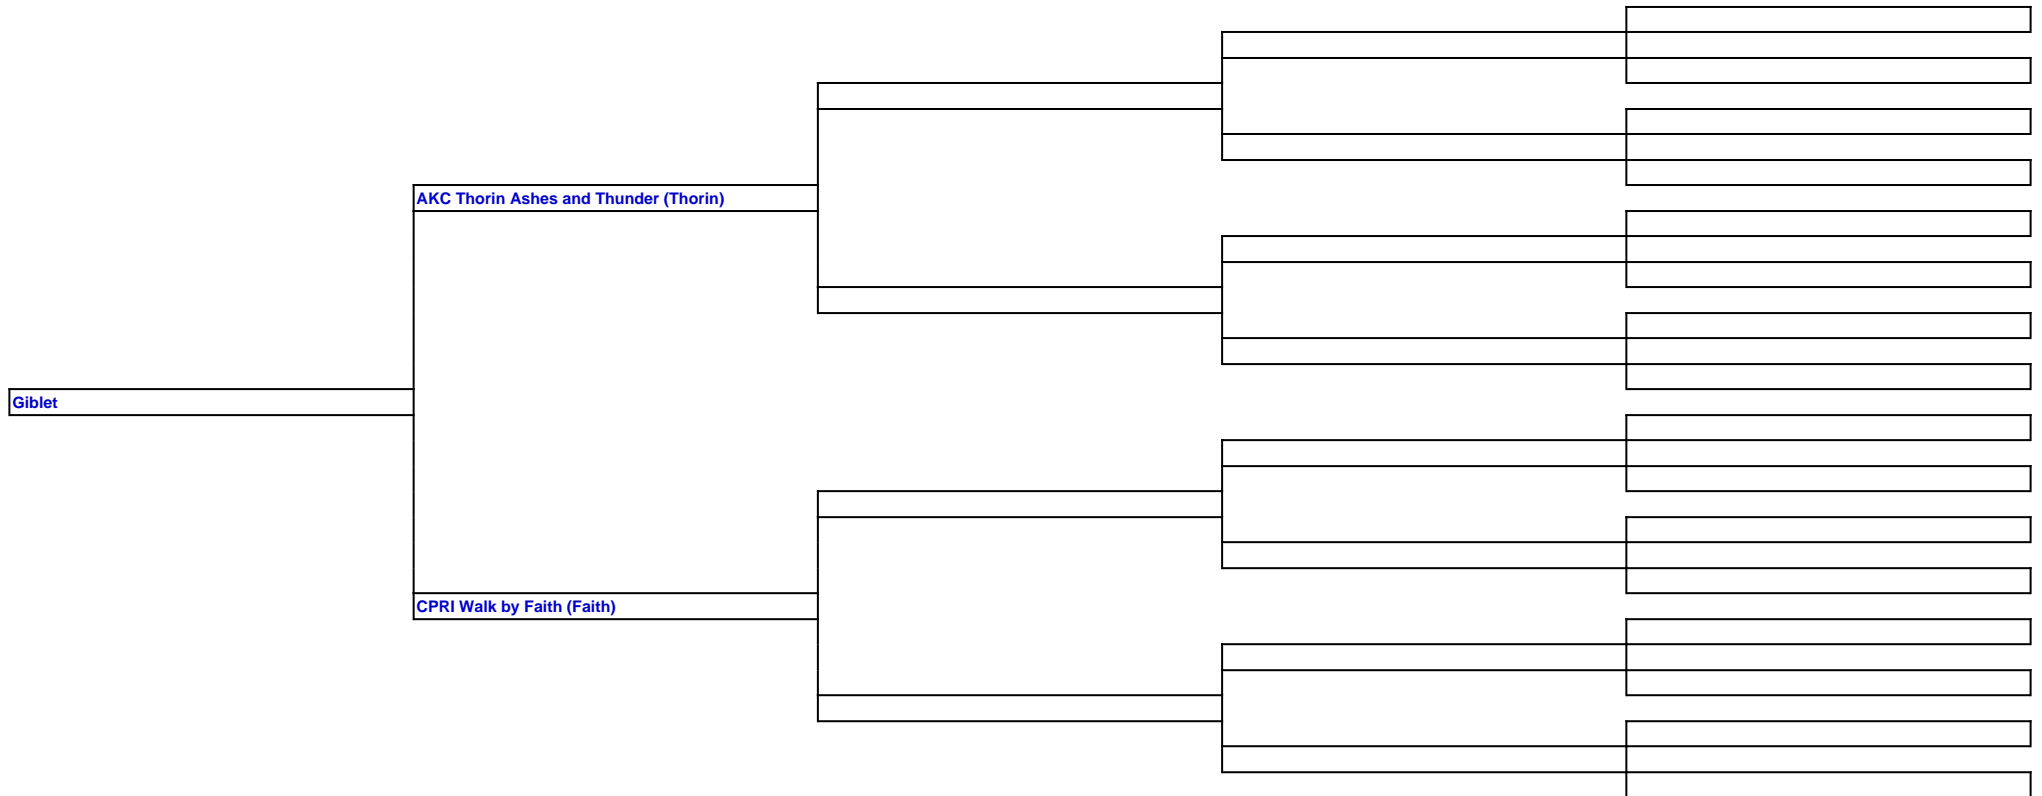 AKC Thorin Ashes and Thunder (Thorin)
Giblet
CPRI Walk by Faith (Faith)